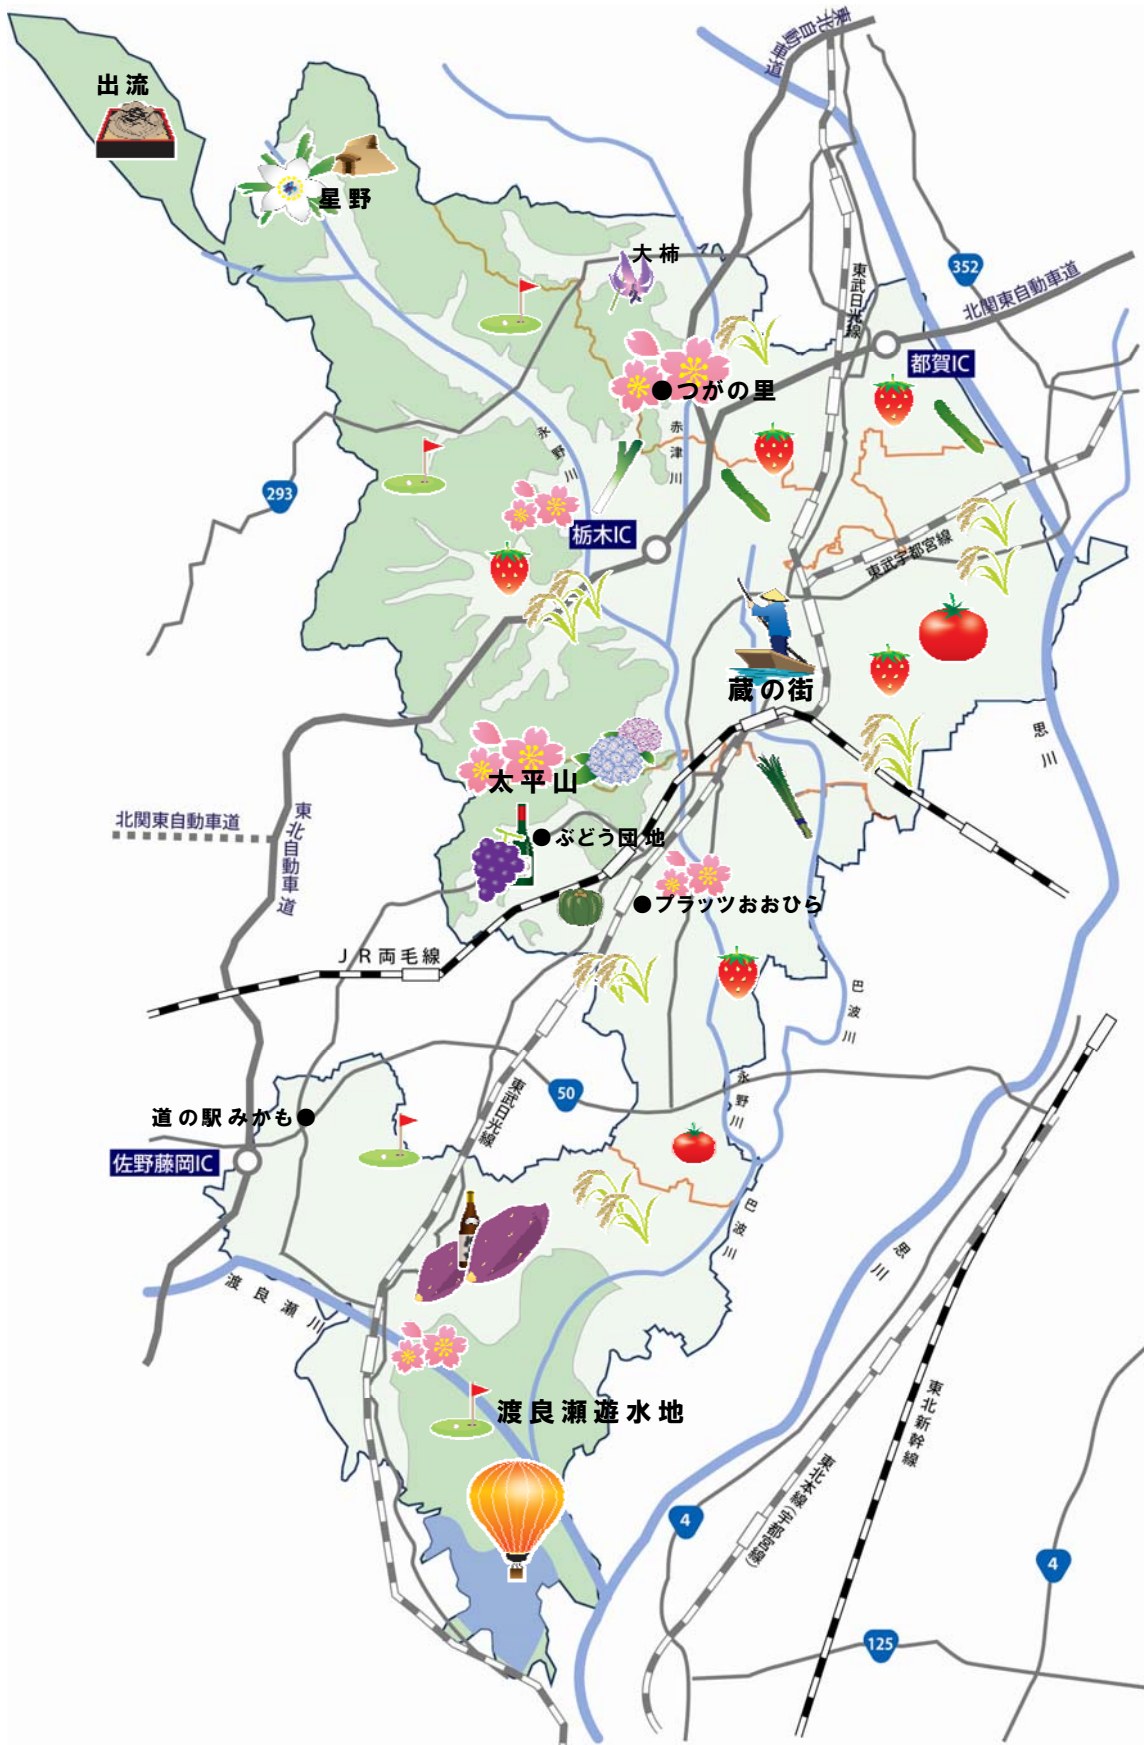 東北自動車道
出流
星野
大柿
352
東武日光線
北関東自動車道
都賀IC
つがの里
赤津川
永野川
293
栃木IC
東武宇都宮線
蔵の街
思川
太平山
北関東自動車道
東北自動車道
ぶどう団地
プラッツおおひら
JR両毛線
巴波川
東武日光線
50
永野川
道の駅みかも
佐野藤岡IC
巴波川
思川
渡良瀬川
渡良瀬遊水地
東北新幹線
東北本線(宇都宮線)
4
4
125